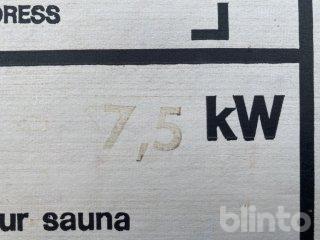 DRESS
7,5 kW
ur sauna
blinto